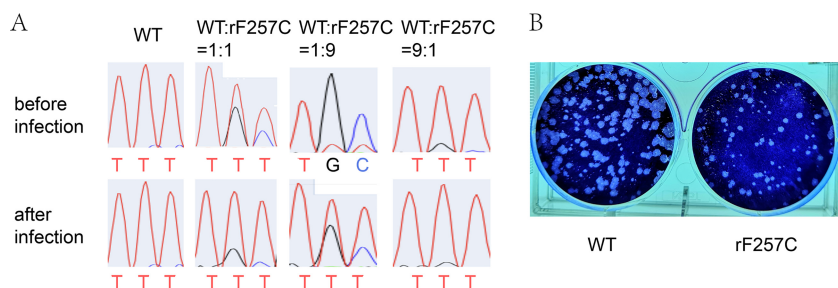 A
B
WT
WT:rF257C
=1:1
WT:rF257C
=1:9
WT:rF257C
=9:1
before
infection
T T T
T T T
T G C
T T T
after
infection
T T T
T T T
T T T
T T T
WT
rF257C